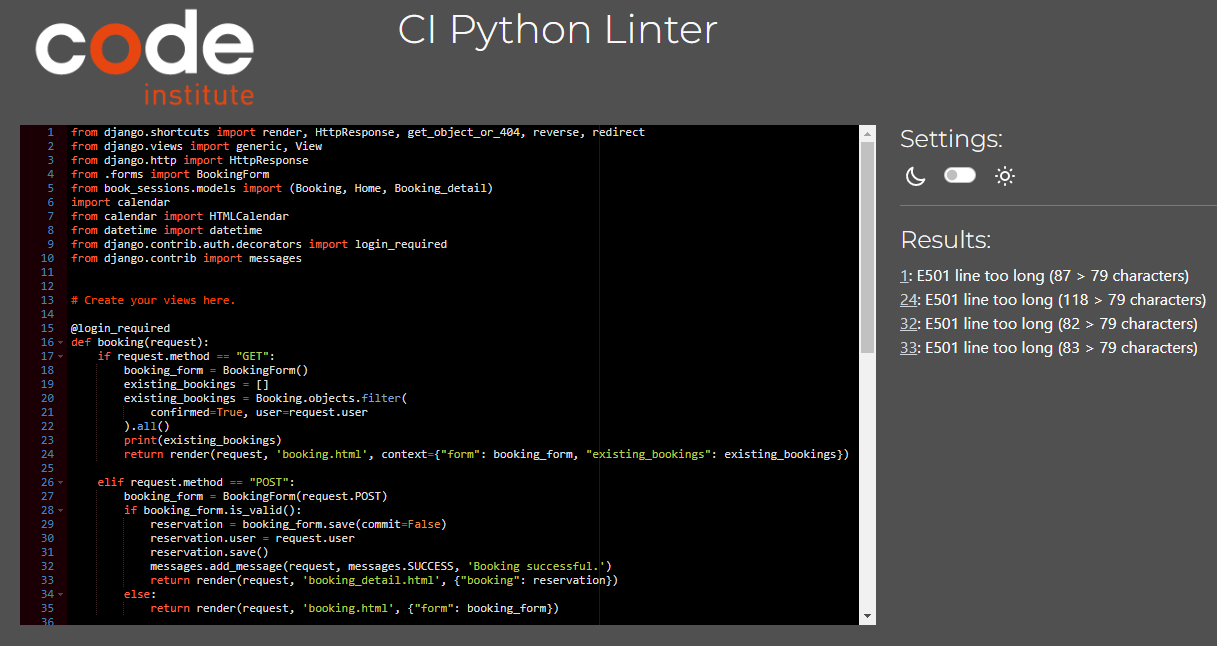 code
institute
CI Python Linter
1 from django.shortcuts import render, HttpResponse, get_object_or_404, reverse, redirect
2 from django.views import generic, View
3 from django.http import HttpResponse
4 from .forms import BookingForm
5 from book_sessions.models import (Booking, Home, Booking_detail)
6 import calendar
7 from calendar import HTMLCalendar
8 from datetime import datetime
9 from django.contrib.auth.decorators import login_required
10 from django.contrib import messages
11
12
13 # Create your views here.
14
15 @login_required
16 def booking(request):
17     if request.method == "GET":
18         booking_form = BookingForm()
19         existing_bookings = []
20         existing_bookings = Booking.objects.filter(
21             confirmed=True, user=request.user
22         ).all()
23         print(existing_bookings)
24         return render(request, 'booking.html', context={"form": booking_form, "existing_bookings": existing_bookings})
25
26     elif request.method == "POST":
27         booking_form = BookingForm(request.POST)
28         if booking_form.is_valid():
29             reservation = booking_form.save(commit=False)
30             reservation.user = request.user
31             reservation.save()
32             messages.add_message(request, messages.SUCCESS, 'Booking successful.')
33             return render(request, 'booking_detail.html', {"booking": reservation})
34         else:
35             return render(request, 'booking.html', {"form": booking_form})
36
Settings:
Results:
1: E501 line too long (87 > 79 characters)
24: E501 line too long (118 > 79 characters)
32: E501 line too long (82 > 79 characters)
33: E501 line too long (83 > 79 characters)